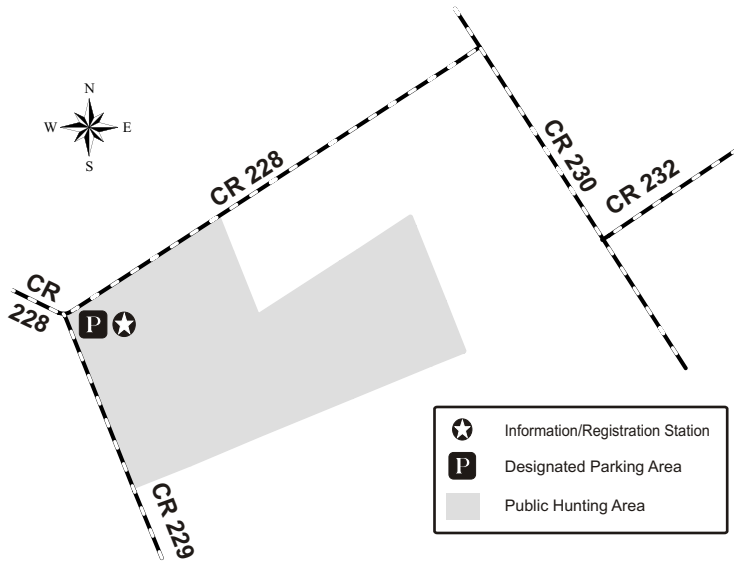 N
W E
S
CR 228
CR 230
CR 232
CR
228
P
CR 229
Information/Registration Station
P Designated Parking Area
Public Hunting Area